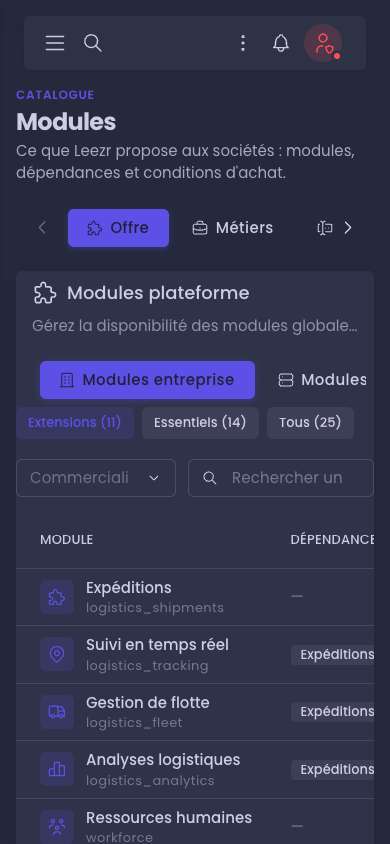 CATALOGUE
Modules
Ce que Leezr propose aux sociétés : modules,
dépendances et conditions d'achat.
Offre
Métiers
Modules plateforme
Gérez la disponibilité des modules globale...
Modules entreprise
Modules
Extensions (11)
Essentiels (14)
Tous (25)
Commerciali
Rechercher un
MODULE
DÉPENDANCE
Expéditions
logistics_shipments
—
Suivi en temps réel
logistics_tracking
Expéditions
Gestion de flotte
logistics_fleet
Expéditions
Analyses logistiques
logistics_analytics
Expéditions
Ressources humaines
workforce
—